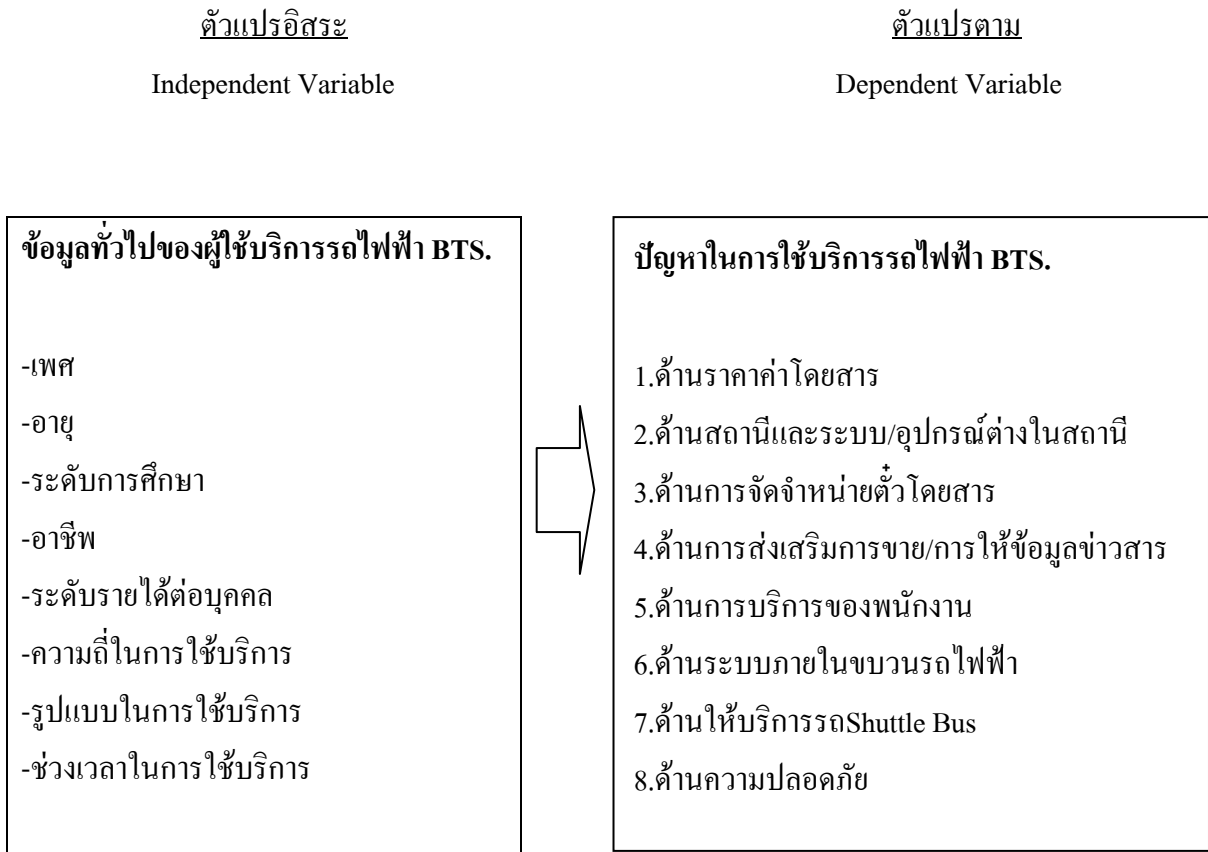 ตัวแปรอิสระ
Independent Variable
ตัวแปรตาม
Dependent Variable
ข้อมูลทั่วไปของผู้ใช้บริการรถไฟฟ้า BTS.
-เพศ
-อายุ
-ระดับการศึกษา
-อาชีพ
-ระดับรายได้ต่อบุคคล
-ความถี่ในการใช้บริการ
-รูปแบบในการใช้บริการ
-ช่วงเวลาในการใช้บริการ
ปัญหาในการใช้บริการรถไฟฟ้า BTS.
1.ด้านราคาค่าโดยสาร
2.ด้านสถานีและระบบ/อุปกรณ์ต่างในสถานี
3.ด้านการจัดจำหน่ายตั๋วโดยสาร
4.ด้านการส่งเสริมการขาย/การให้ข้อมูลข่าวสาร
5.ด้านการบริการของพนักงาน
6.ด้านระบบภายในขบวนรถไฟฟ้า
7.ด้านให้บริการรถShuttle Bus
8.ด้านความปลอดภัย